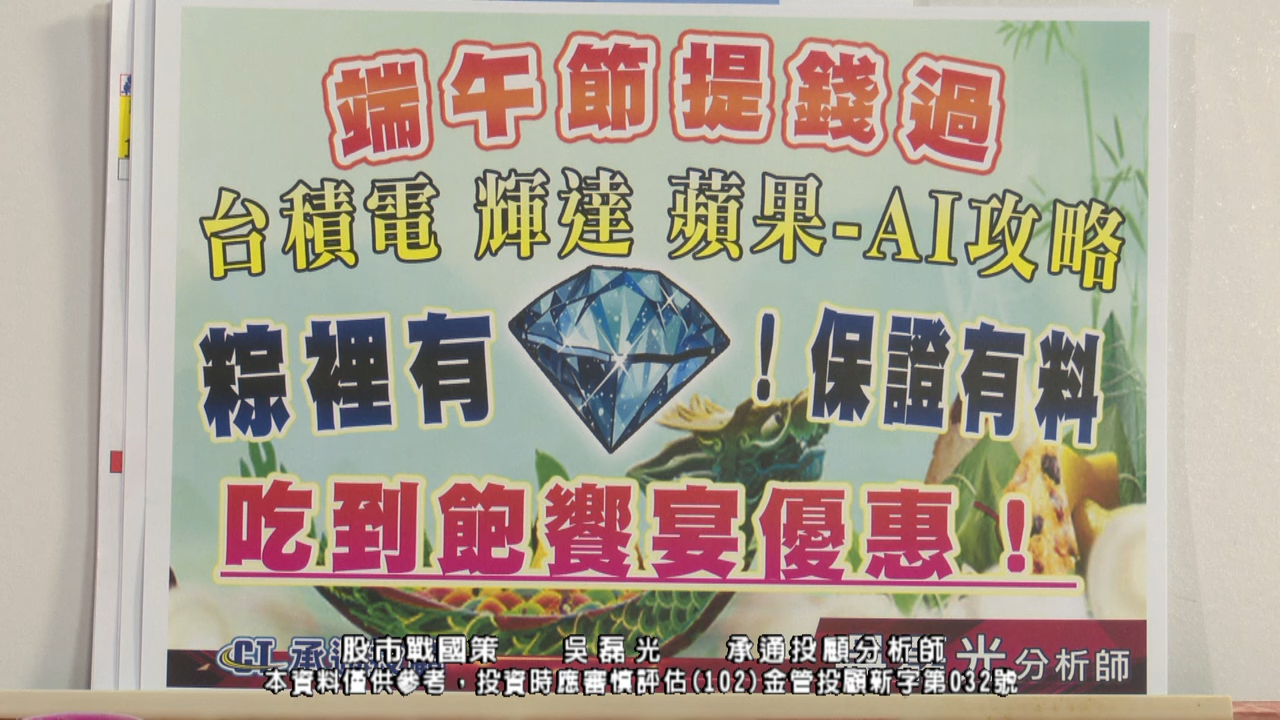 端午節提錢過
台積電 輝達 蘋果-AI攻略
粽裡有 ! 保證有料
吃到飽饗宴優惠!
股市戰國策 吳磊光 承通投顧分析師
光分析師
本資料僅供參考，投資時應審慎評估(102)金管投顧新字第032號